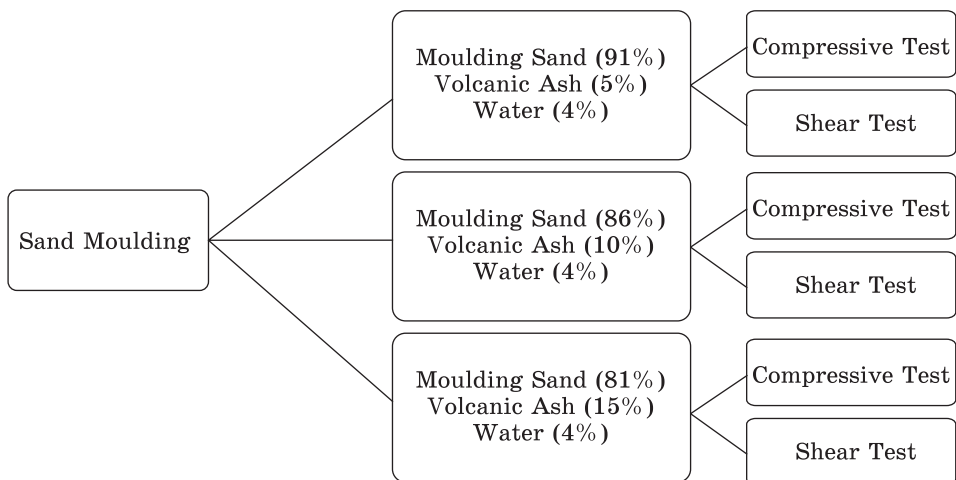 Sand Moulding
Moulding Sand (91%)
Volcanic Ash (5%)
Water (4%)
Compressive Test
Shear Test
Moulding Sand (86%)
Volcanic Ash (10%)
Water (4%)
Compressive Test
Shear Test
Moulding Sand (81%)
Volcanic Ash (15%)
Water (4%)
Compressive Test
Shear Test